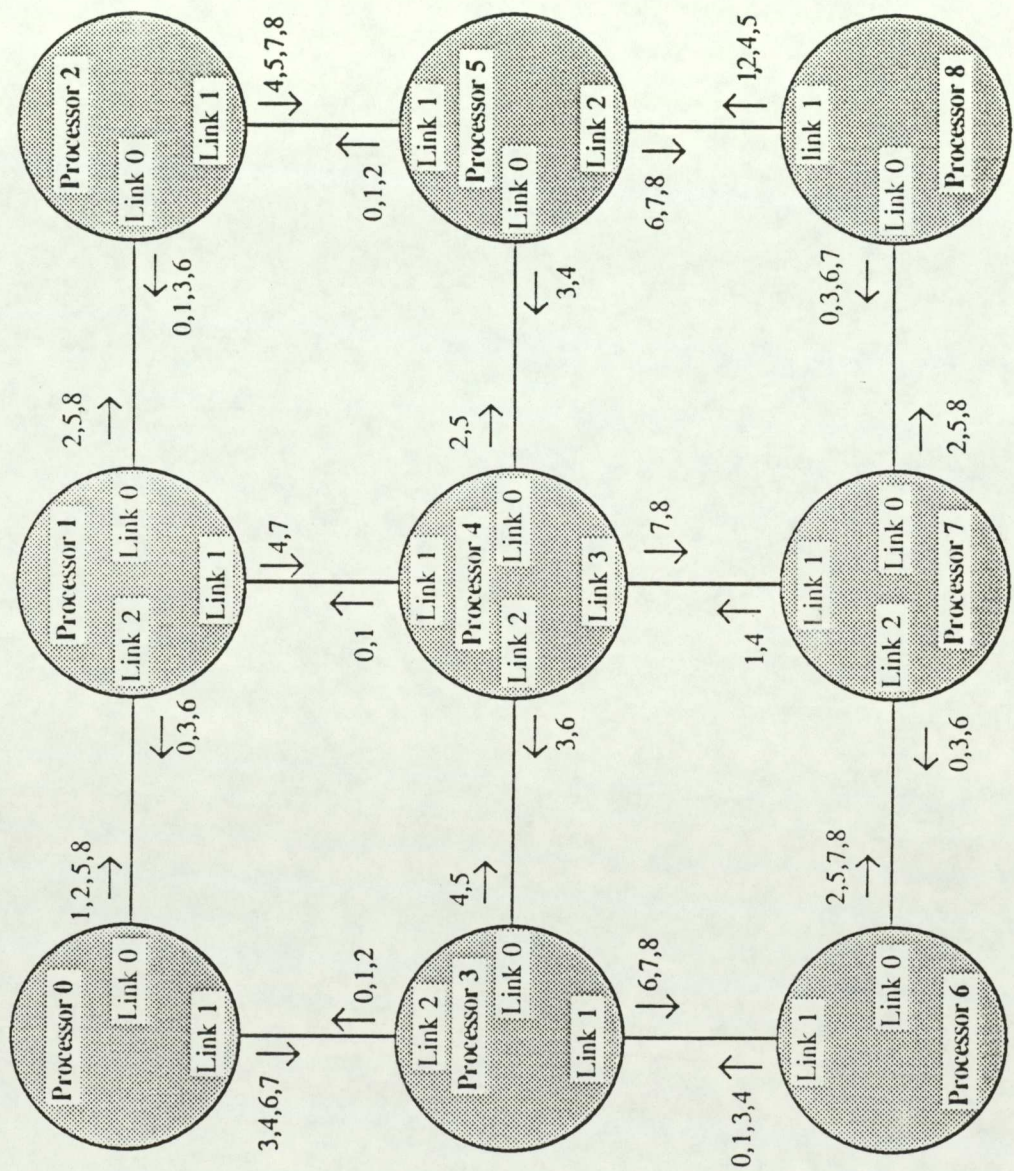 Processor 0
Link 0
Link 1
1,2,5,8
0,3,6
Processor 1
Link 2
Link 0
Link 1
2,5,8
0,1,3,6
Processor 2
Link 0
Link 1
3,4,6,7
0,1,2
4,7
0,1
4,5,7,8
0,1,2
Link 2
Processor 3
Link 0
Link 1
4,5
3,6
Link 1
Processor 4
Link 2
Link 0
Link 3
2,5
3,4
Link 1
Processor 5
Link 0
Link 2
6,7,8
0,1,3,4
7,8
1,4
6,7,8
1,2,4,5
Link 1
Link 0
Processor 6
2,5,7,8
0,3,6
Link 1
Link 2
Link 0
Processor 7
2,5,8
0,3,6,7
link 1
Link 0
Processor 8